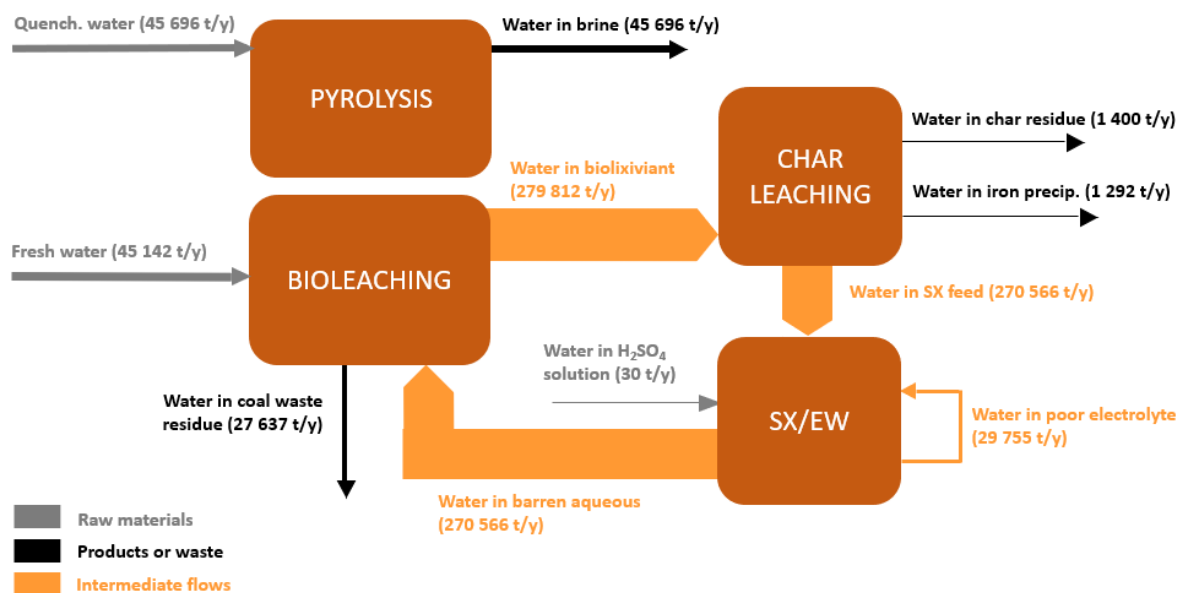 Quench. water (45 696 t/y)
Water in brine (45 696 t/y)
PYROLYSIS
Water in char residue (1 400 t/y)
CHAR
LEACHING
Water in biolixiviant
(279 812 t/y)
Water in iron precip. (1 292 t/y)
Fresh water (45 142 t/y)
BIOLEACHING
Water in SX feed (270 566 t/y)
Water in H₂SO₄
solution (30 t/y)
Water in coal waste
residue (27 637 t/y)
SX/EW
Water in poor electrolyte
(29 755 t/y)
Water in barren aqueous
(270 566 t/y)
Raw materials
Products or waste
Intermediate flows